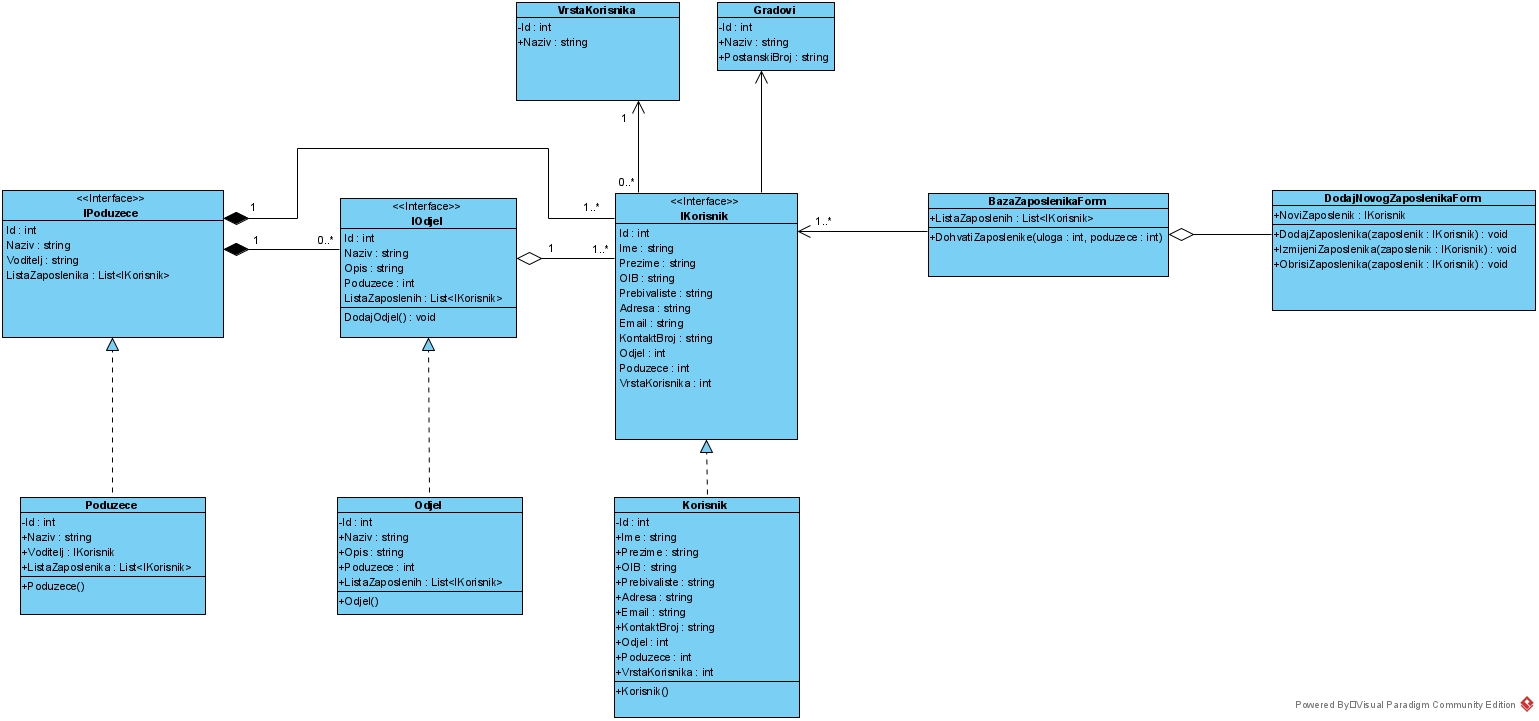 VrstaKorisnika
-Id : int
+Naziv : string
Gradovi
-Id : int
+Naziv : string
+PostanskiBroj : string
1
0..*
<<Interface>>
IPoduzece
Id : int
Naziv : string
Voditelj : string
ListaZaposlenika : List<IKorisnik>
1
1..*
1
0..*
<<Interface>>
IOdjel
Id : int
Naziv : string
Opis : string
Poduzece : int
ListaZaposlenih : List<IKorisnik>
DodajOdjel() : void
1
1..*
<<Interface>>
IKorisnik
Id : int
Ime : string
Prezime : string
OIB : string
Prebivaliste : string
Adresa : string
Email : string
KontaktBroj : string
Odjel : int
Poduzece : int
VrstaKorisnika : int
1..*
BazaZaposlenikaForm
+ListaZaposlenih : List<IKorisnik>
+DohvatiZaposlenike(uloga : int, poduzece : int)
DodajNovogZaposlenikaForm
+NoviZaposlenik : IKorisnik
+DodajZaposlenika(zaposlenik : IKorisnik) : void
+IzmijeniZaposlenika(zaposlenik : IKorisnik) : void
+ObrisiZaposlenika(zaposlenik : IKorisnik) : void
Poduzece
-Id : int
+Naziv : string
+Voditelj : IKorisnik
+ListaZaposlenika : List<IKorisnik>
+Poduzece()
Odjel
-Id : int
+Naziv : string
+Opis : string
+Poduzece : int
+ListaZaposlenih : List<IKorisnik>
+Odjel()
Korisnik
-Id : int
+Ime : string
+Prezime : string
+OIB : string
+Prebivaliste : string
+Adresa : string
+Email : string
+KontaktBroj : string
+Odjel : int
+Poduzece : int
+VrstaKorisnika : int
+Korisnik()
Powered By□Visual Paradigm Community Edition